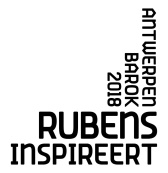 ANTWERPEN
BAROK
2018
RUBENS
INSPIREERT